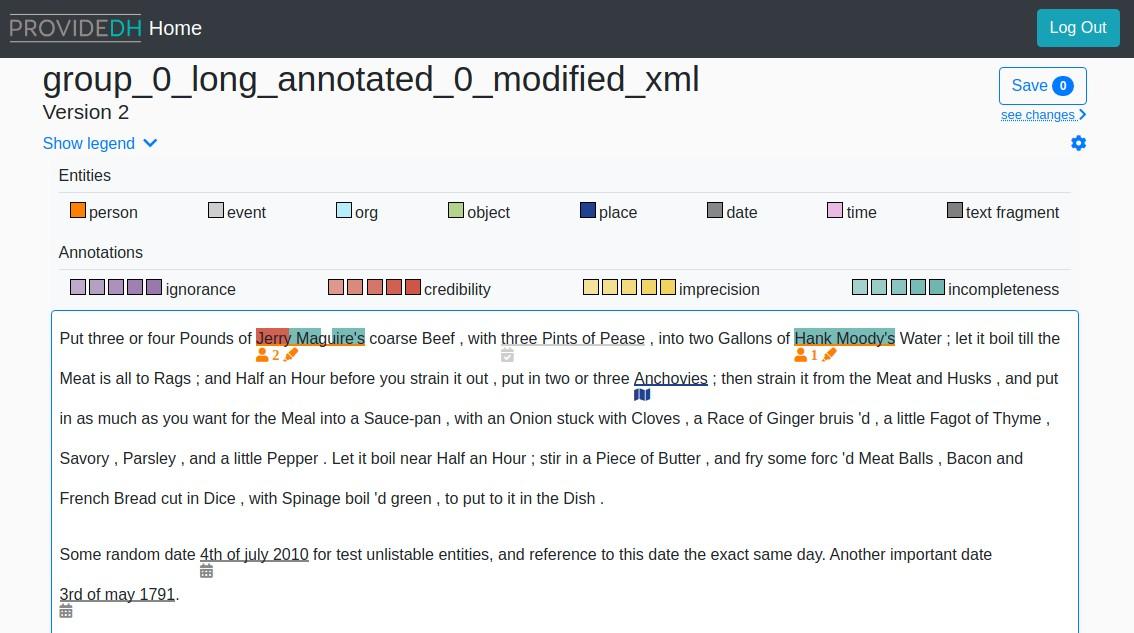 PROVIDEDH Home Log Out
group_0_long_annotated_0_modified_xml
Save 0
Version 2
see changes
Show legend
Entities
person event org object place date time text fragment
Annotations
ignorance credibility imprecision incompleteness
Put three or four Pounds of Jerry Maguire's coarse Beef , with three Pints of Pease , into two Gallons of Hank Moody's Water ; let it boil till the
2 1
Meat is all to Rags ; and Half an Hour before you strain it out , put in two or three Anchovies ; then strain it from the Meat and Husks , and put
in as much as you want for the Meal into a Sauce-pan , with an Onion stuck with Cloves , a Race of Ginger bruis 'd , a little Fagot of Thyme ,
Savory , Parsley , and a little Pepper . Let it boil near Half an Hour ; stir in a Piece of Butter , and fry some forc 'd Meat Balls , Bacon and
French Bread cut in Dice , with Spinage boil 'd green , to put to it in the Dish .
Some random date 4th of july 2010 for test unlistable entities, and reference to this date the exact same day. Another important date
3rd of may 1791.